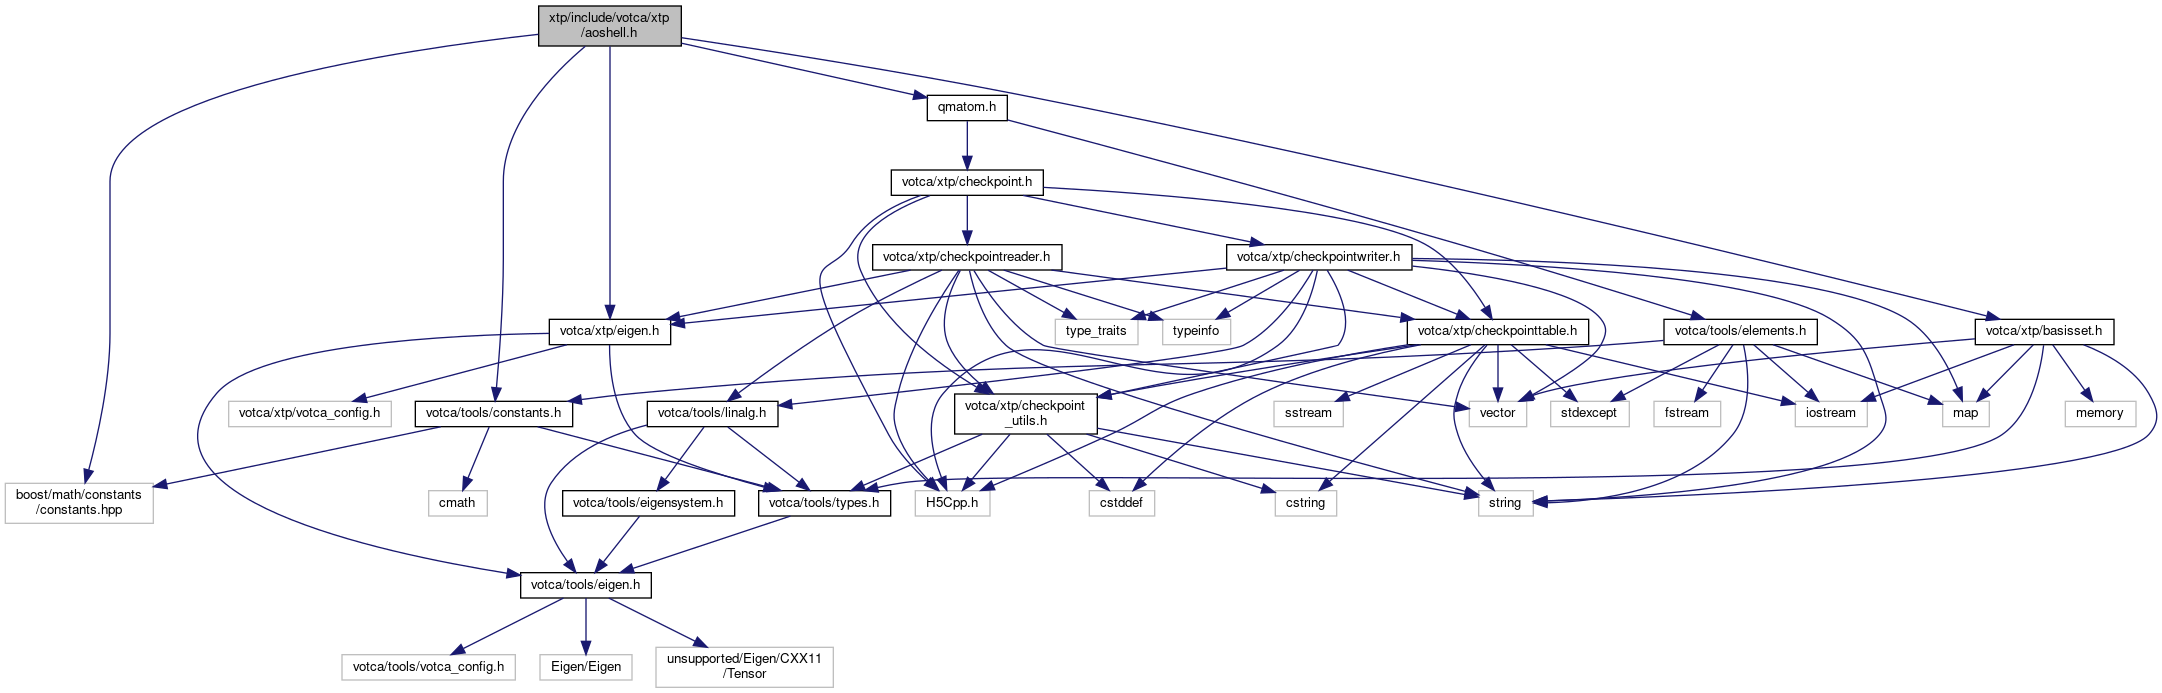 xtp/include/votca/xtp
/aoshell.h
qmatom.h
votca/xtp/checkpoint.h
votca/xtp/checkpointreader.h
votca/xtp/checkpointwriter.h
votca/xtp/eigen.h
type_traits
typeinfo
votca/xtp/checkpointtable.h
votca/tools/elements.h
votca/xtp/basisset.h
votca/xtp/votca_config.h
votca/tools/constants.h
votca/tools/linalg.h
votca/xtp/checkpoint
_utils.h
sstream
vector
stdexcept
fstream
iostream
map
memory
boost/math/constants
/constants.hpp
cmath
votca/tools/eigensystem.h
votca/tools/types.h
H5Cpp.h
cstddef
cstring
string
votca/tools/eigen.h
votca/tools/votca_config.h
Eigen/Eigen
unsupported/Eigen/CXX11
/Tensor